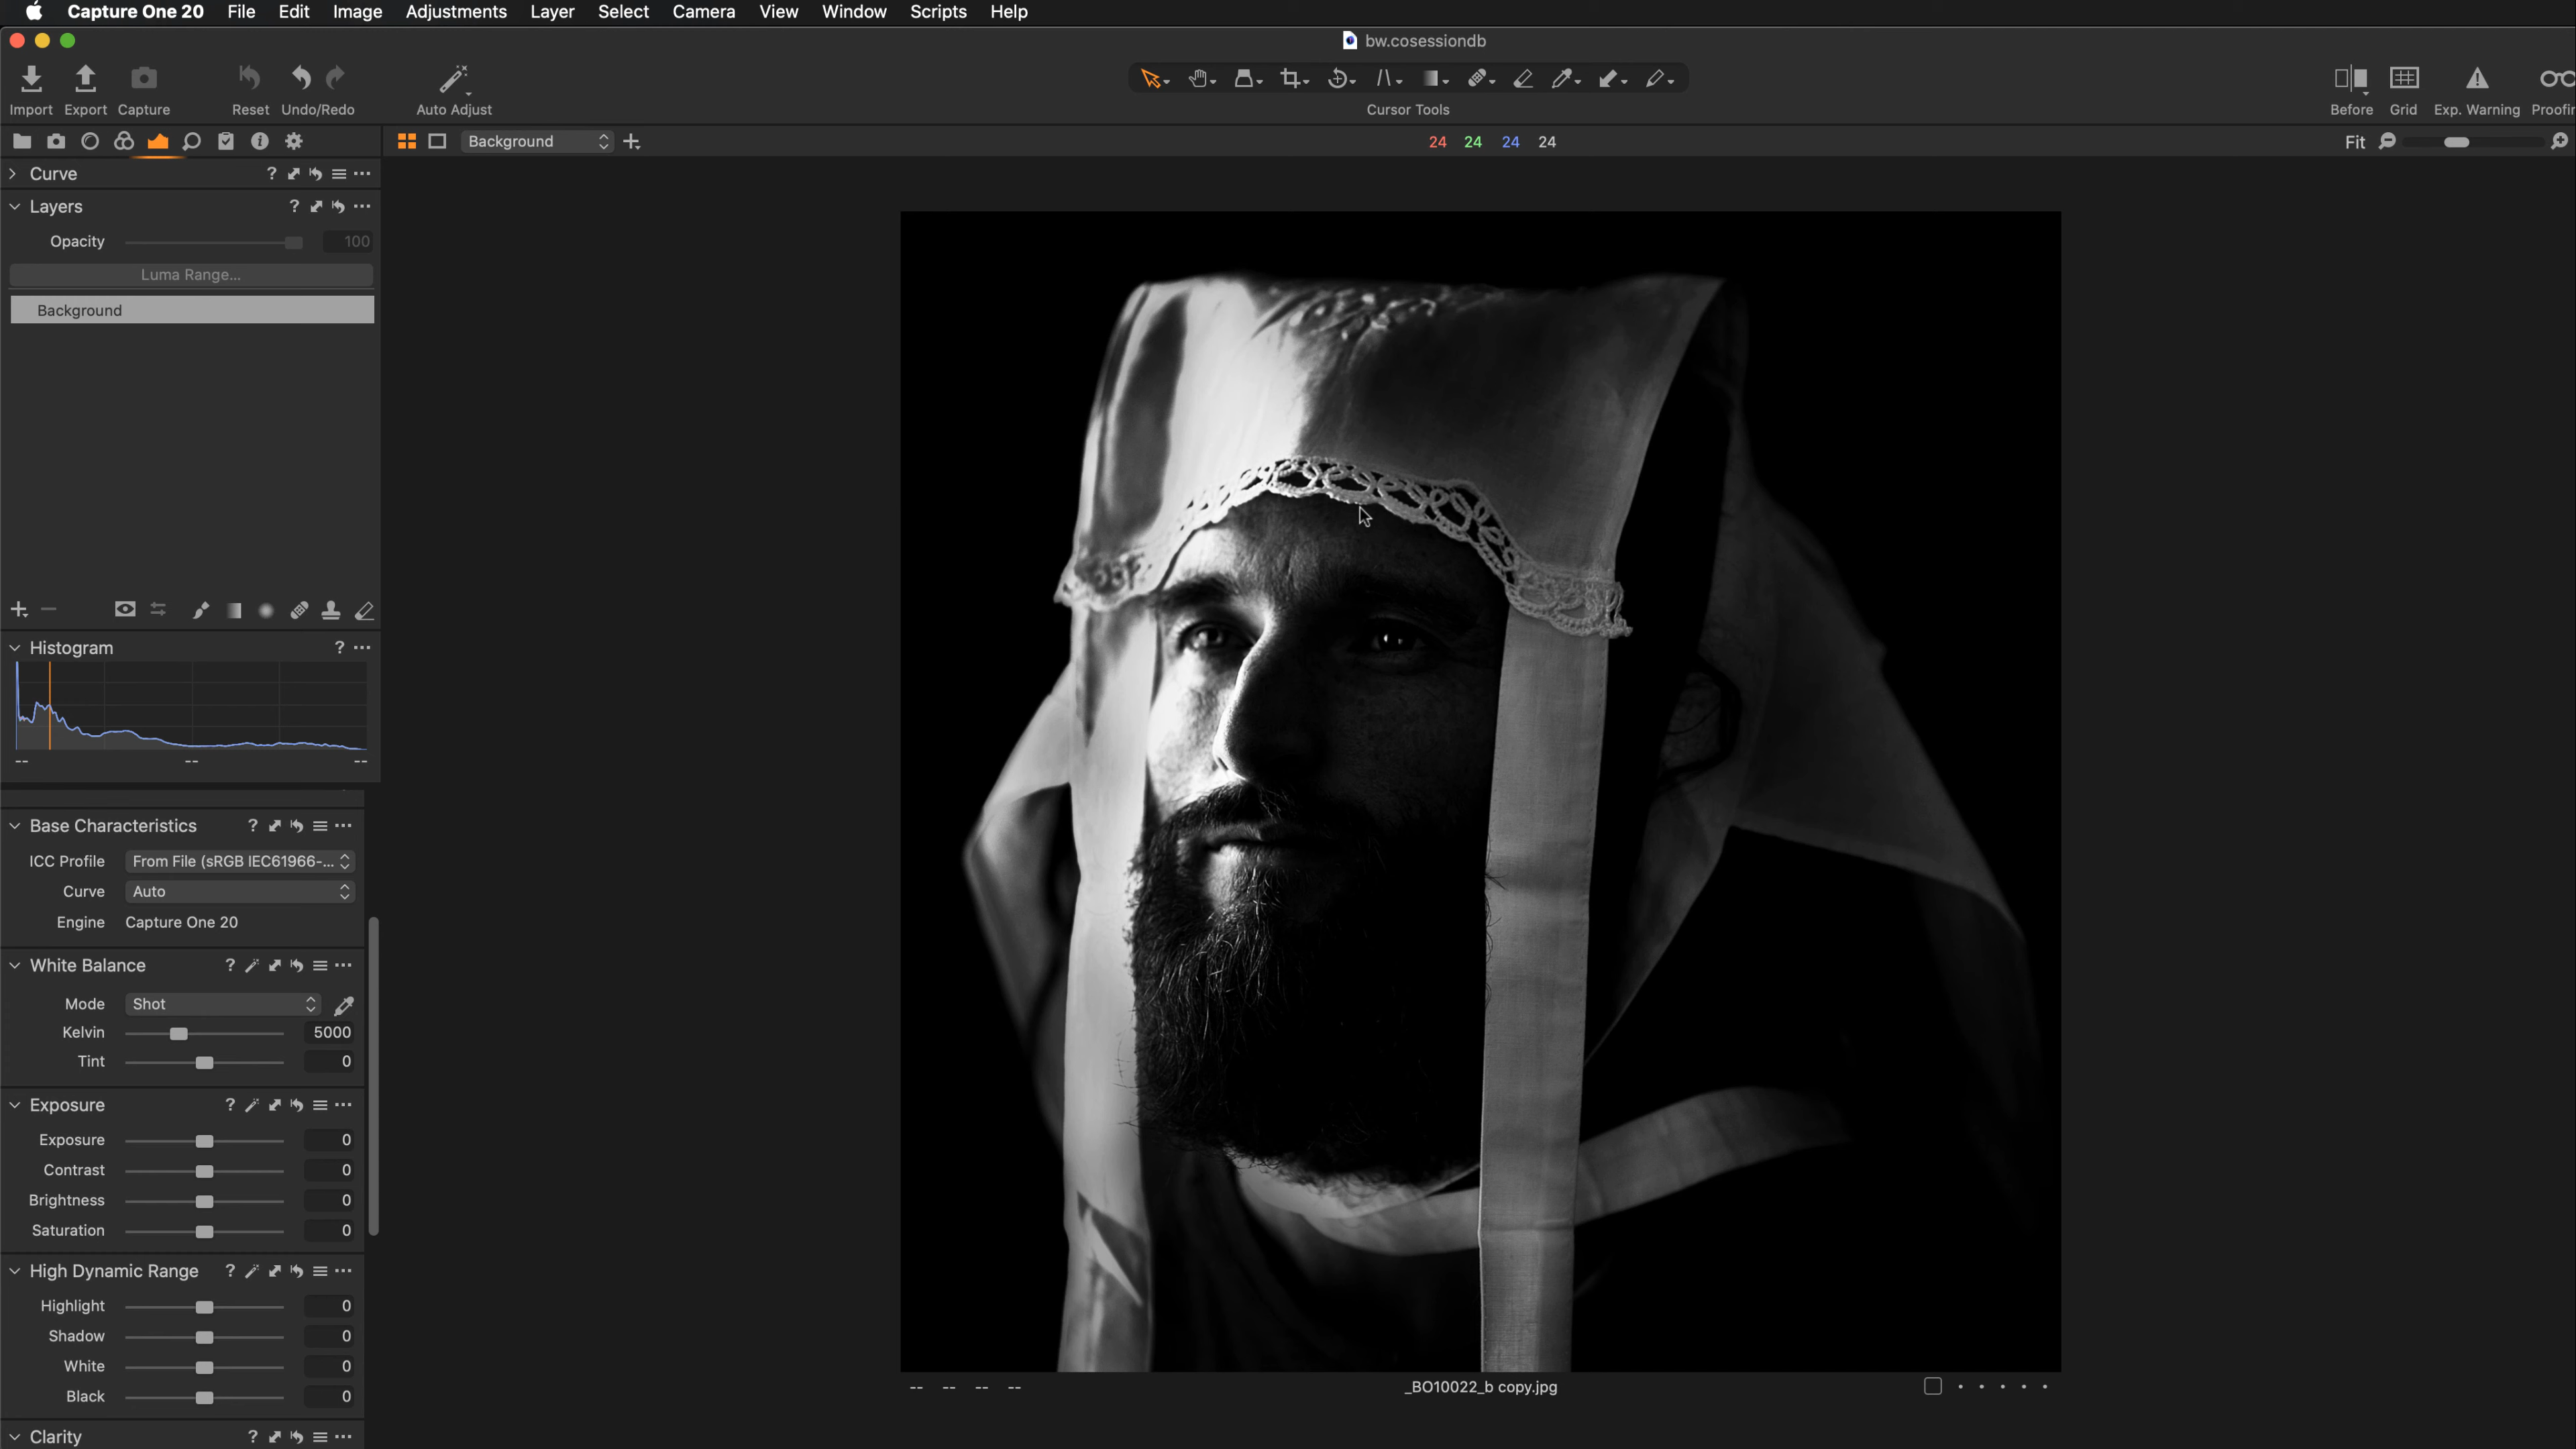 Capture One 20 File Edit Image Adjustments Layer Select Camera View Window Scripts Help
bw.cosessiondb
Import Export Capture Reset Undo/Redo Auto Adjust Cursor Tools Before Grid Exp. Warning Proofin
Background 24 24 24 24 Fit
Curve ?
Layers ?
Opacity 100
Luma Range...
Background
Histogram ?
-- -- --
Base Characteristics ?
ICC Profile From File (sRGB IEC61966-...
Curve Auto
Engine Capture One 20
White Balance ?
Mode Shot
Kelvin 5000
Tint 0
Exposure ?
Exposure 0
Contrast 0
Brightness 0
Saturation 0
High Dynamic Range ?
Highlight 0
Shadow 0
White 0
Black 0
-- -- -- -- _BO10022_b copy.jpg
Clarity ?